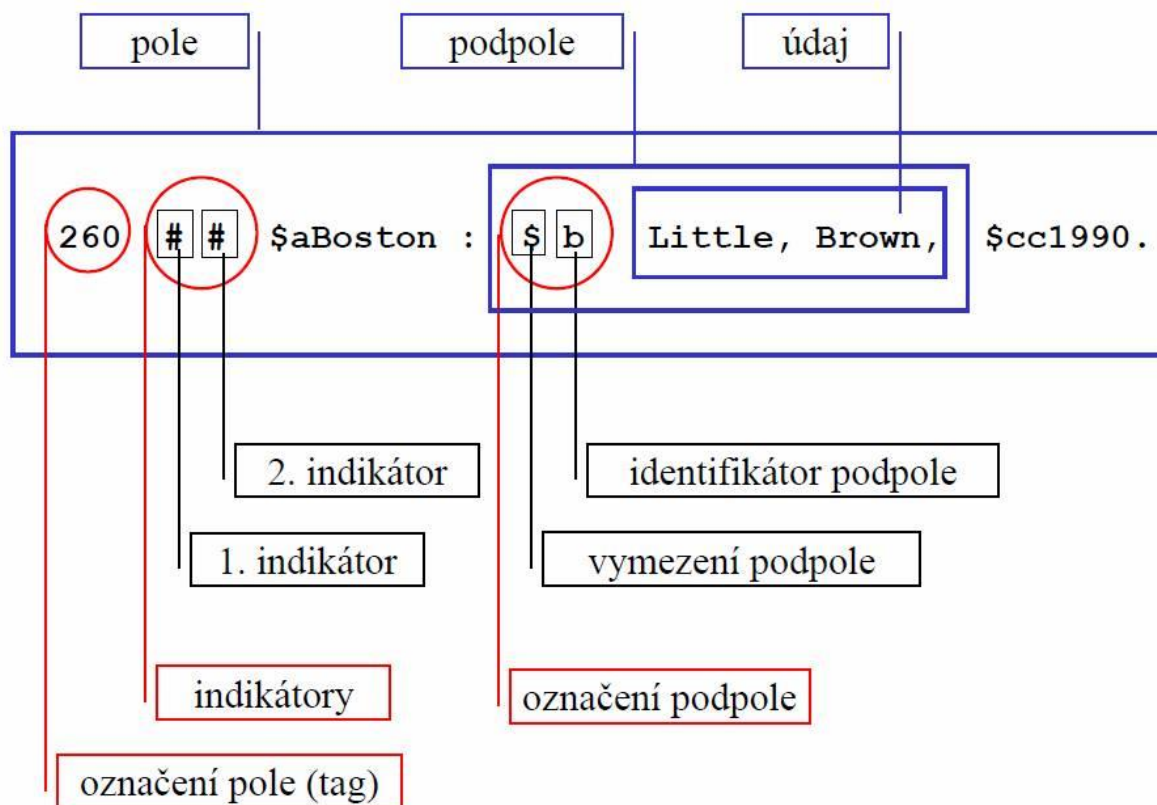 pole
podpole
údaj
260 # # $aBoston : $ b Little, Brown, $cc1990.
2. indikátor
identifikátor podpole
1. indikátor
vymezení podpole
indikátory
označení podpole
označení pole (tag)